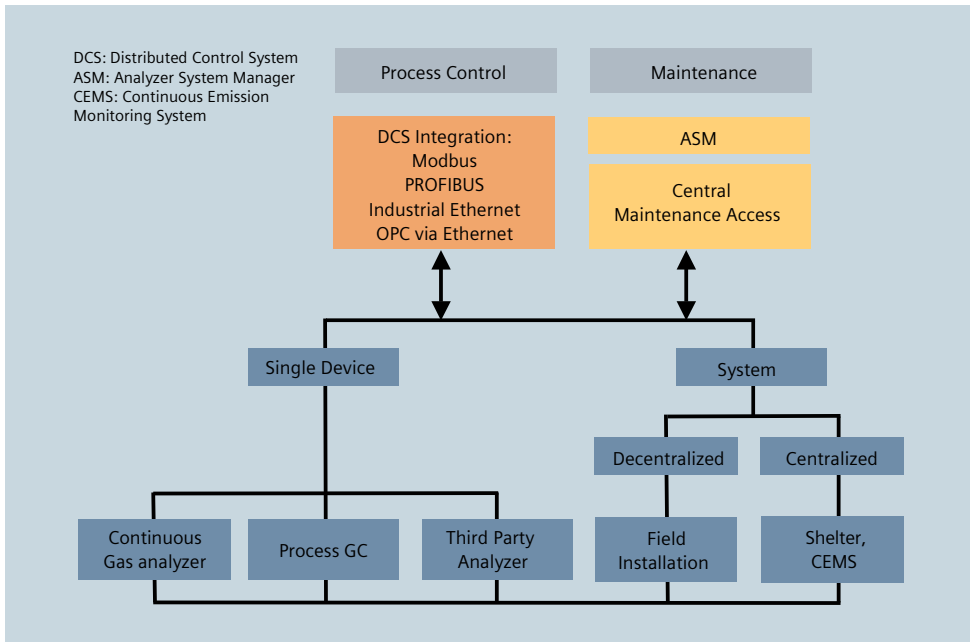 DCS: Distributed Control System
ASM: Analyzer System Manager
CEMS: Continuous Emission
Monitoring System
Process Control
Maintenance
DCS Integration:
Modbus
PROFIBUS
Industrial Ethernet
OPC via Ethernet
ASM
Central
Maintenance Access
Single Device
System
Decentralized
Centralized
Continuous
Gas analyzer
Process GC
Third Party
Analyzer
Field
Installation
Shelter,
CEMS